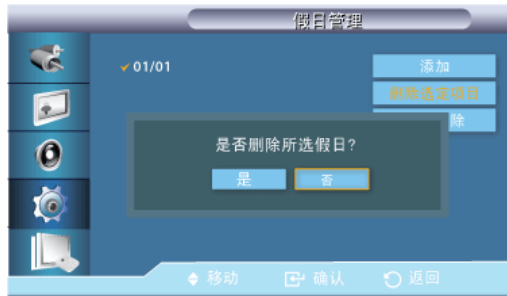 假日管理
01/01
添加
删除选定项目
除
是否删除所选假日?
是 否
移动 确认 返回